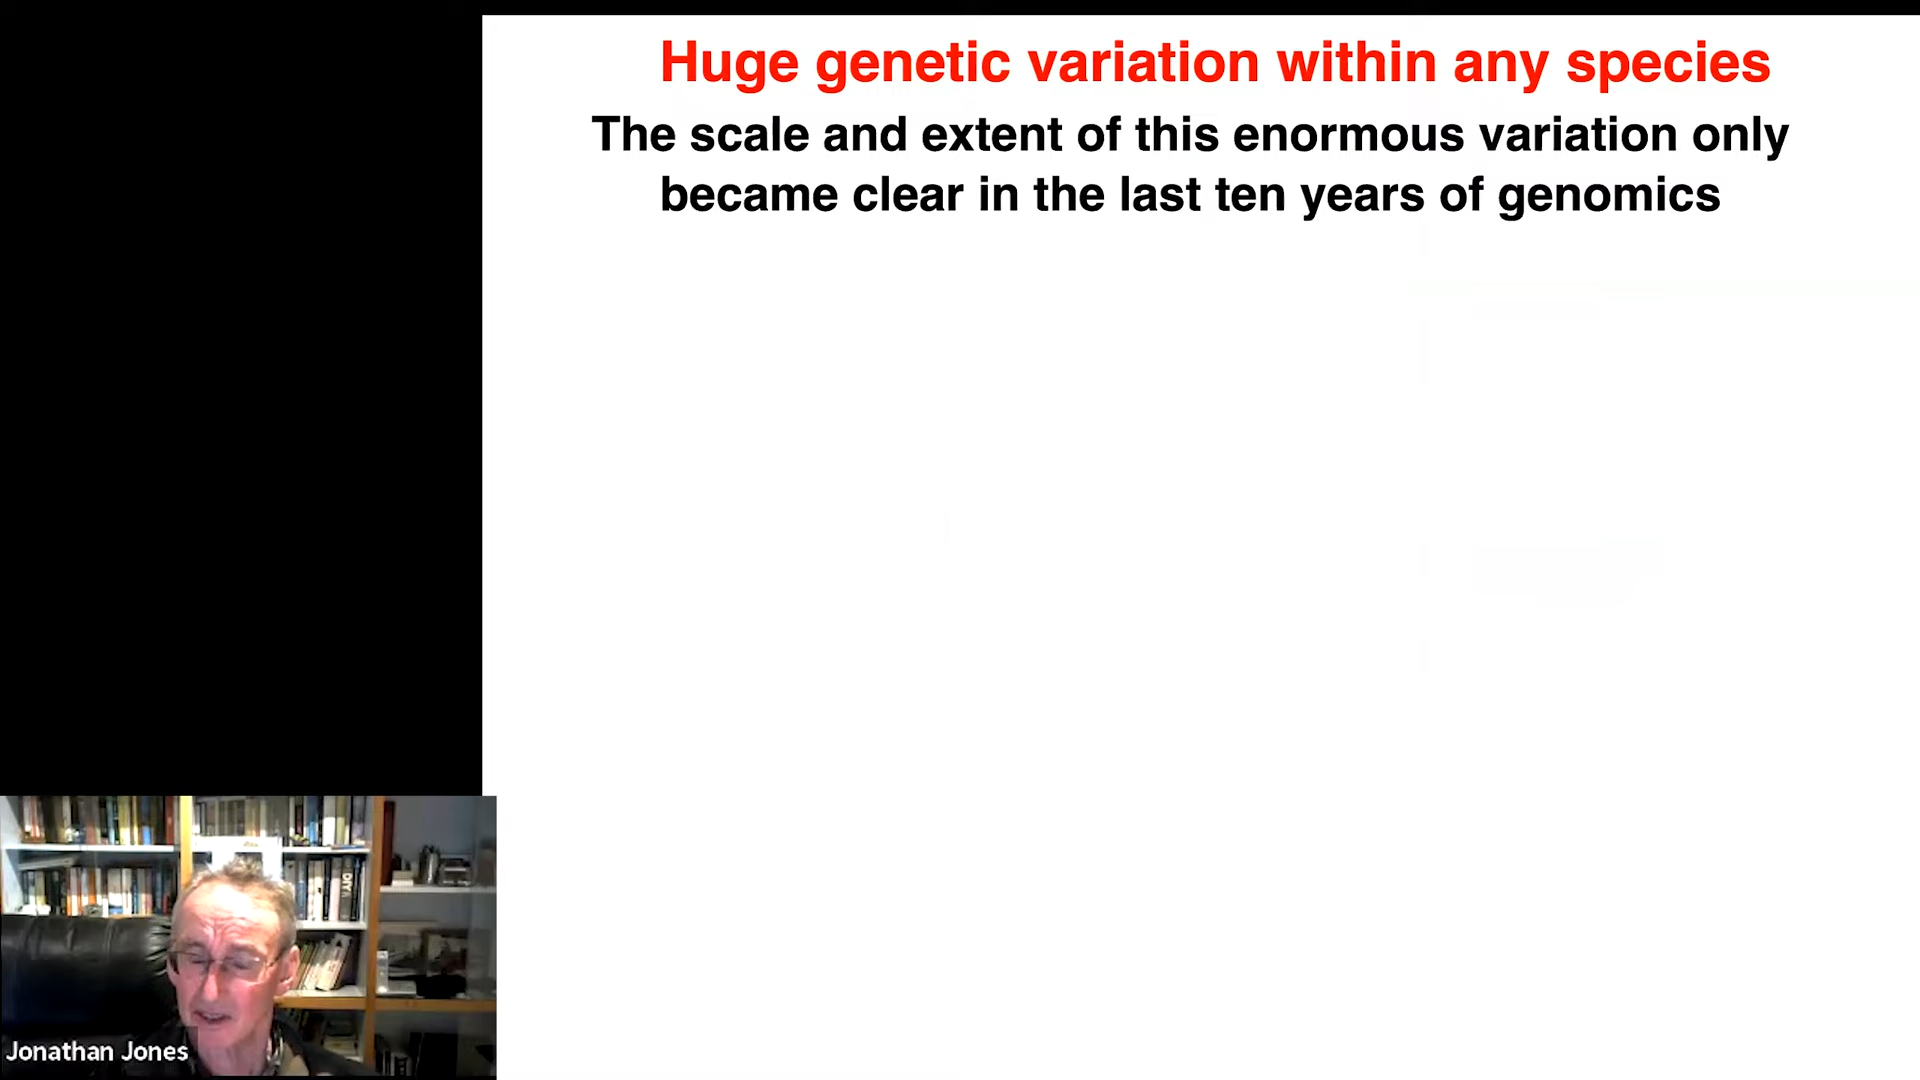 Huge genetic variation within any species
The scale and extent of this enormous variation only
became clear in the last ten years of genomics
DIY
Jonathan Jones